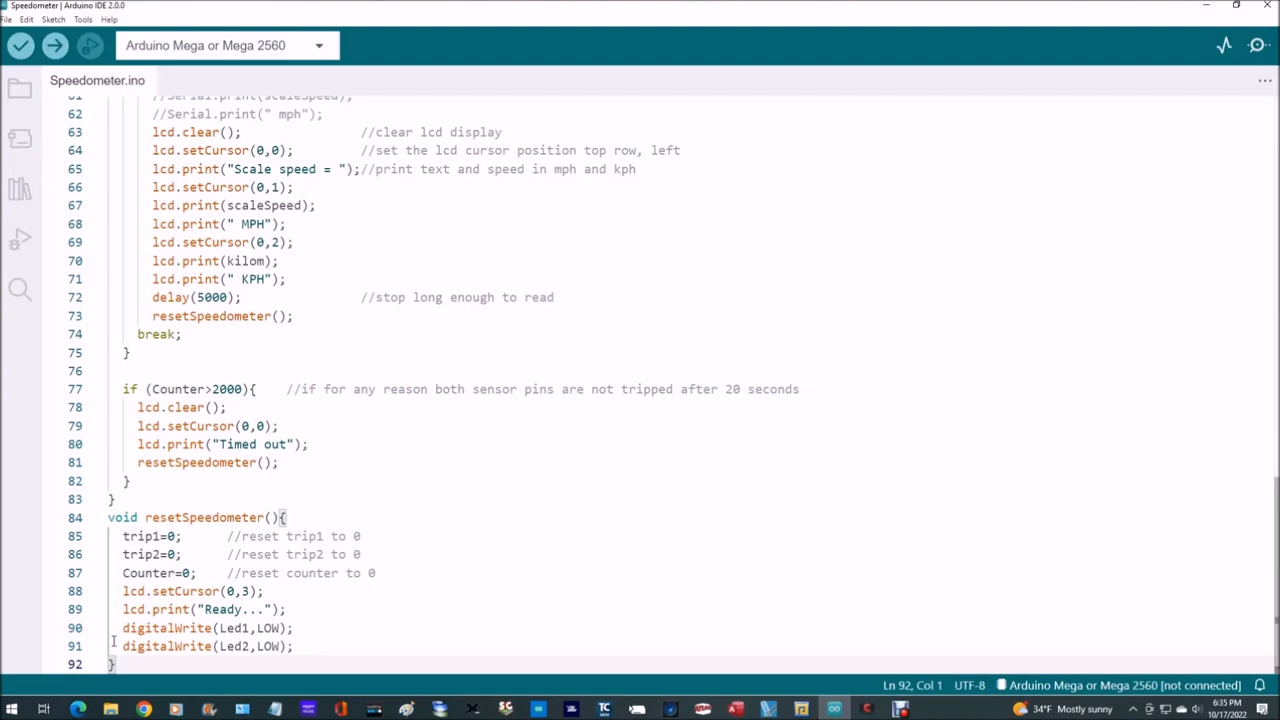 Speedometer | Arduino IDE 2.0.0
File Edit Sketch Tools Help
Arduino Mega or Mega 2560
Speedometer.ino
61 //Serial.print(scaleSpeed);
62 //Serial.print(" mph");
63 lcd.clear(); //clear lcd display
64 lcd.setCursor(0,0); //set the lcd cursor position top row, left
65 lcd.print("Scale speed = ");//print text and speed in mph and kph
66 lcd.setCursor(0,1);
67 lcd.print(scaleSpeed);
68 lcd.print(" MPH");
69 lcd.setCursor(0,2);
70 lcd.print(kilom);
71 lcd.print(" KPH");
72 delay(5000); //stop long enough to read
73 resetSpeedometer();
74 break;
75 }
76
77 if (Counter>2000){ //if for any reason both sensor pins are not tripped after 20 seconds
78 lcd.clear();
79 lcd.setCursor(0,0);
80 lcd.print("Timed out");
81 resetSpeedometer();
82 }
83 }
84 void resetSpeedometer(){
85 trip1=0; //reset trip1 to 0
86 trip2=0; //reset trip2 to 0
87 Counter=0; //reset counter to 0
88 lcd.setCursor(0,3);
89 lcd.print("Ready...");
90 digitalWrite(Led1,LOW);
91 digitalWrite(Led2,LOW);
92 }
Ln 92, Col 1 UTF-8 Arduino Mega or Mega 2560 [not connected]
34°F Mostly sunny 6:35 PM
10/17/2022